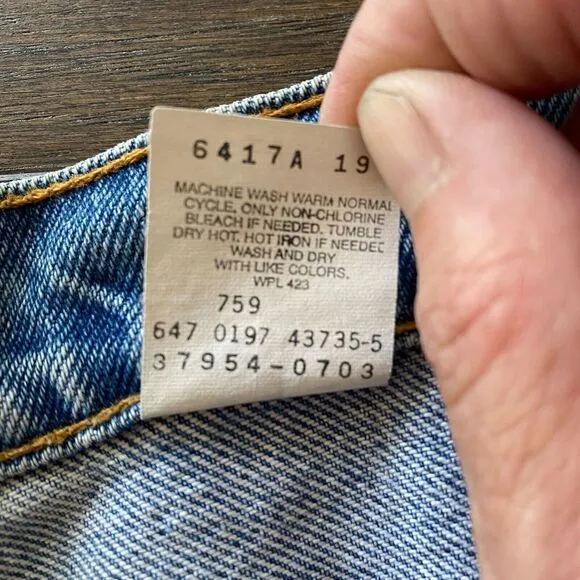 6417A 19
MACHINE WASH WARM NORMAL
CYCLE. ONLY NON-CHLORINE
BLEACH IF NEEDED. TUMBLE
DRY HOT. HOT IRON IF NEEDED
WASH AND DRY
WITH LIKE COLORS.
WPL 423
759
647 0197 43735-5
37954-0703